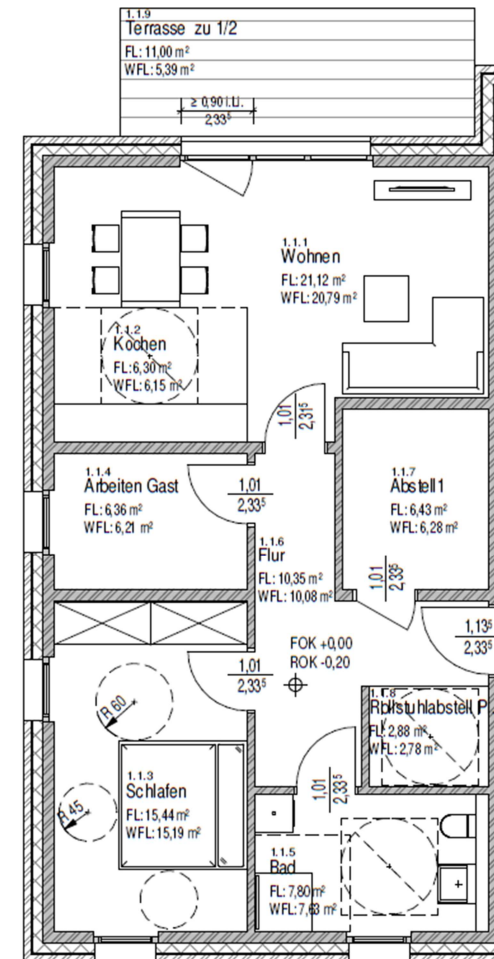 1.1.9
Terrasse zu 1/2
FL: 11,00 m²
WFL: 5,39 m²
≥ 0,90 i.Li.
2,33⁵
1.1.1
Wohnen
FL: 21,12 m²
WFL: 20,79 m²
1.1.2
Kochen
FL: 6,30 m²
WFL: 6,15 m²
1,01
2,31⁵
1.1.4
Arbeiten Gast
FL: 6,36 m²
WFL: 6,21 m²
1,01
2,33⁵
1.1.7
Abstell1
FL: 6,43 m²
WFL: 6,28 m²
1.1.6
Flur
FL: 10,35 m²
WFL: 10,08 m²
1,01
2,33⁵
1,13⁵
2,33⁵
FOK +0,00
ROK -0,20
1,01
2,33⁵
R 60
1.1.8
Rollstuhlabstell P.
FL: 2,88 m²
WFL: 2,78 m²
1.1.3
Schlafen
FL: 15,44 m²
WFL: 15,19 m²
R 45
1,01
2,33⁵
1.1.5
Bad
FL: 7,80 m²
WFL: 7,63 m²